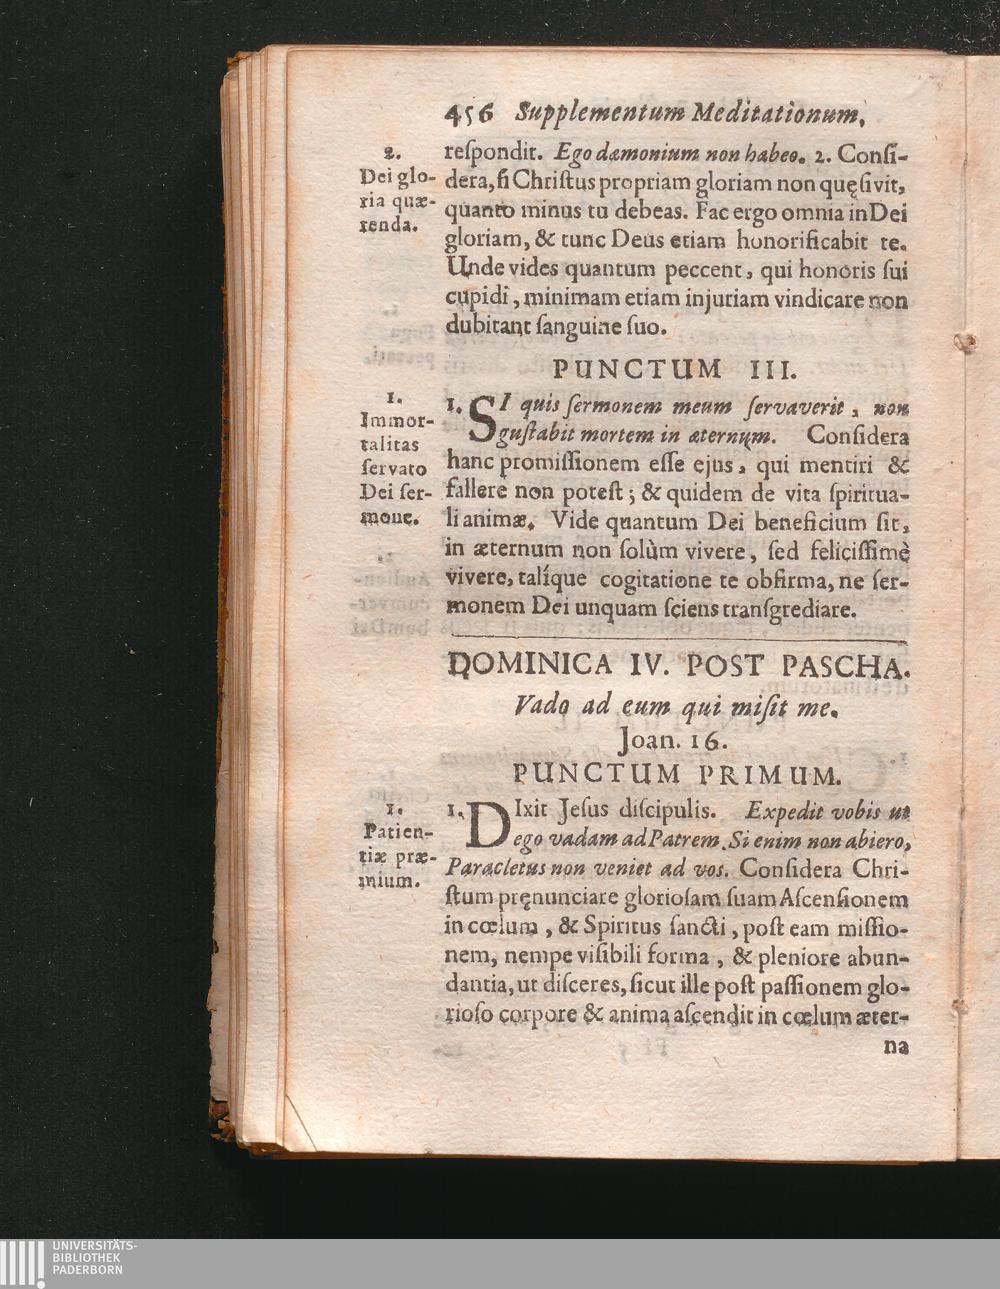 456 Supplementum Meditationum.
2.
Dei glo-
ria quæ-
renda.
reſpondit. Ego dæmonium non habeo. 2. Conſi-
dera, ſi Chriſtus propriam gloriam non quęſivit,
quanto minus tu debeas. Fac ergo omnia in Dei
gloriam, & tunc Deus etiam honorificabit te.
Unde vides quantum peccent, qui honoris ſui
cupidi, minimam etiam injuriam vindicare non
dubitant ſanguine ſuo.
PUNCTUM III.
1.
Immor-
talitas
ſervato
Dei ſer-
mone.
1. SI quis ſermonem meum ſervaverit, non
guſtabit mortem in æternum. Conſidera
hanc promiſſionem eſſe ejus, qui mentiri &
fallere non poteſt; & quidem de vita ſpiritua-
li animæ. Vide quantum Dei beneficium ſit,
in æternum non ſolùm vivere, ſed feliciſſimè
vivere, talíque cogitatione te obfirma, ne ſer-
monem Dei unquam ſciens tranſgrediare.
DOMINICA IV. POST PASCHA.
Vado ad eum qui miſit me.
Joan. 16.
PUNCTUM PRIMUM.
1.
Patien-
tiæ præ-
mium.
1. DIxit Jeſus diſcipulis. Expedit vobis ut
ego vadam ad Patrem. Si enim non abiero,
Paracletus non veniet ad vos. Conſidera Chri-
ſtum pręnunciare glorioſam ſuam Aſcenſionem
in cœlum, & Spiritus ſancti, poſt eam miſſio-
nem, nempe viſibili forma, & pleniore abun-
dantia, ut diſceres, ſicut ille poſt paſſionem glo-
rioſo corpore & anima aſcendit in cœlum æter-
na
UNIVERSITÄTS-
BIBLIOTHEK
PADERBORN